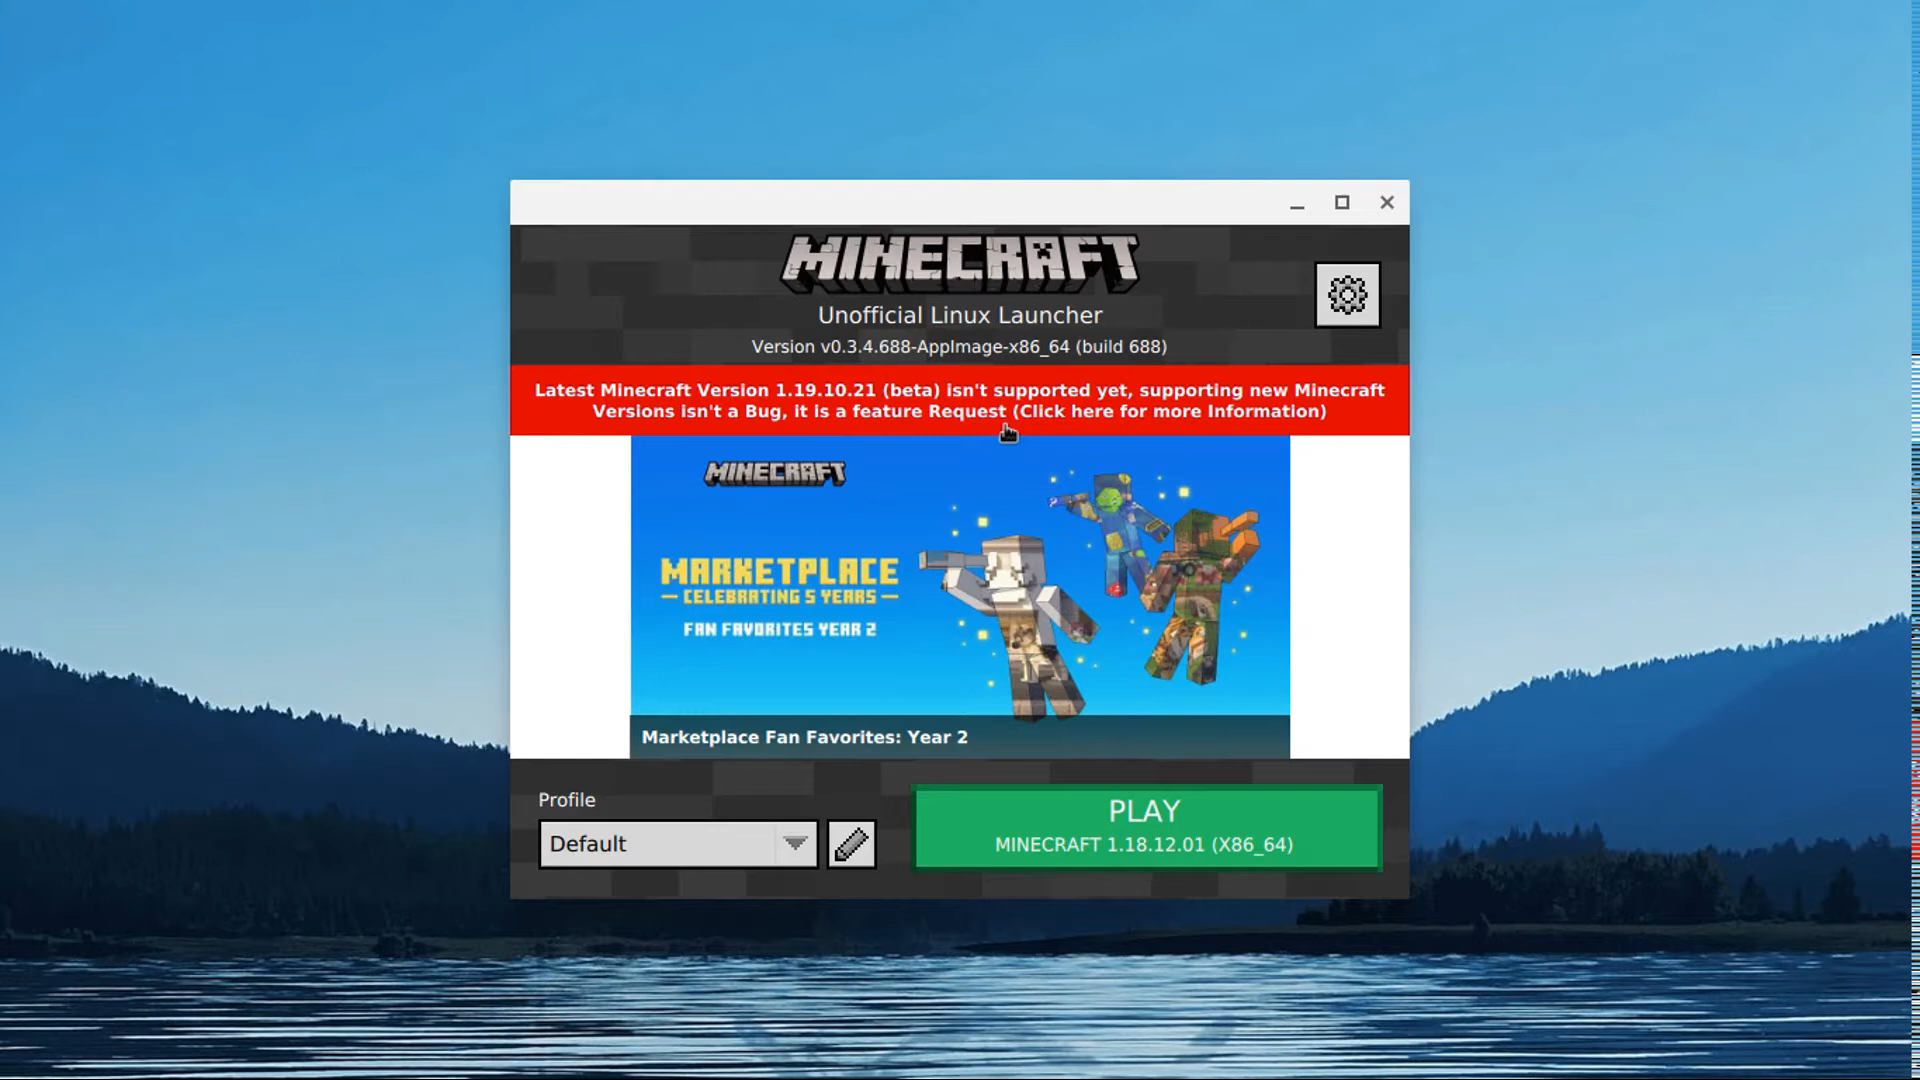 MINECRAFT
Unofficial Linux Launcher
Version v0.3.4.688-AppImage-x86_64 (build 688)
Latest Minecraft Version 1.19.10.21 (beta) isn't supported yet, supporting new Minecraft
Versions isn't a Bug, it is a feature Request (Click here for more Information)
MINECRAFT
MARKETPLACE
— CELEBRATING 5 YEARS —
FAN FAVORITES YEAR 2
Marketplace Fan Favorites: Year 2
Profile
Default
PLAY
MINECRAFT 1.18.12.01 (X86_64)